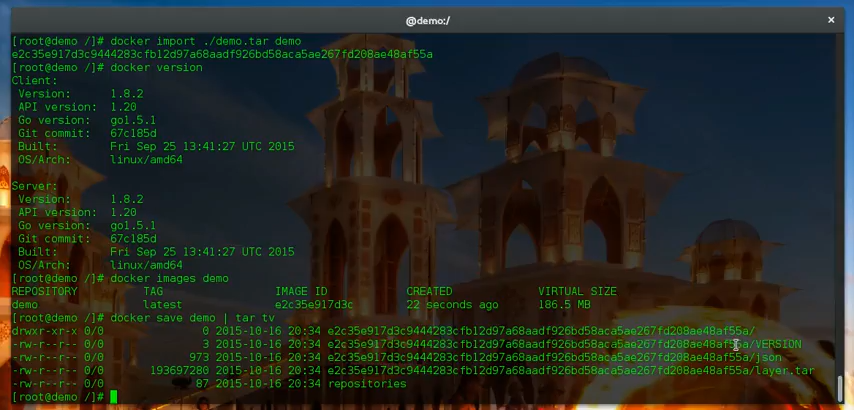 @demo:/
[root@demo /]# docker import ./demo.tar demo
e2c35e917d3c9444283cfb12d97a68aadf926bd58aca5ae267fd208ae48af55a
[root@demo /]# docker version
Client:
 Version:      1.8.2
 API version:  1.20
 Go version:   go1.5.1
 Git commit:   67c185d
 Built:        Fri Sep 25 13:41:27 UTC 2015
 OS/Arch:      linux/amd64
Server:
 Version:      1.8.2
 API version:  1.20
 Go version:   go1.5.1
 Git commit:   67c185d
 Built:        Fri Sep 25 13:41:27 UTC 2015
 OS/Arch:      linux/amd64
[root@demo /]# docker images demo
REPOSITORY          TAG                 IMAGE ID            CREATED             VIRTUAL SIZE
demo                latest              e2c35e917d3c        22 seconds ago      186.5 MB
[root@demo /]# docker save demo | tar tv
drwxr-xr-x 0/0               0 2015-10-16 20:34 e2c35e917d3c9444283cfb12d97a68aadf926bd58aca5ae267fd208ae48af55a/
-rw-r--r-- 0/0               3 2015-10-16 20:34 e2c35e917d3c9444283cfb12d97a68aadf926bd58aca5ae267fd208ae48af55a/VERSION
-rw-r--r-- 0/0             973 2015-10-16 20:34 e2c35e917d3c9444283cfb12d97a68aadf926bd58aca5ae267fd208ae48af55a/json
-rw-r--r-- 0/0       193697280 2015-10-16 20:34 e2c35e917d3c9444283cfb12d97a68aadf926bd58aca5ae267fd208ae48af55a/layer.tar
-rw-r--r-- 0/0              87 2015-10-16 20:34 repositories
[root@demo /]#